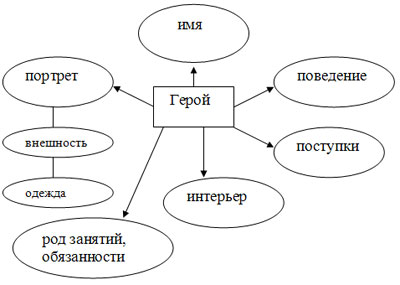 имя
портрет
поведение
Герой
внешность
поступки
одежда
интерьер
род занятий,
обязанности